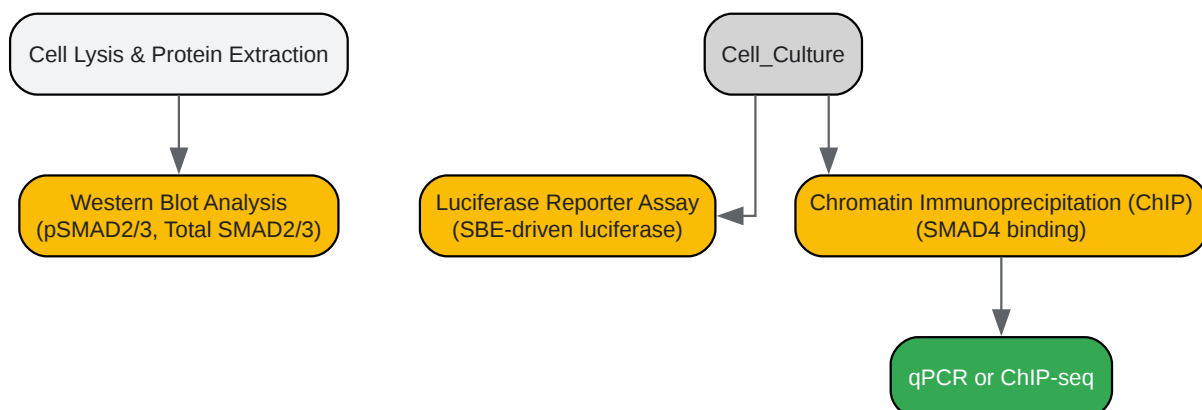 Cell Lysis & Protein Extraction
Cell_Culture
Western Blot Analysis
(pSMAD2/3, Total SMAD2/3)
Luciferase Reporter Assay
(SBE-driven luciferase)
Chromatin Immunoprecipitation (ChIP)
(SMAD4 binding)
qPCR or ChIP-seq